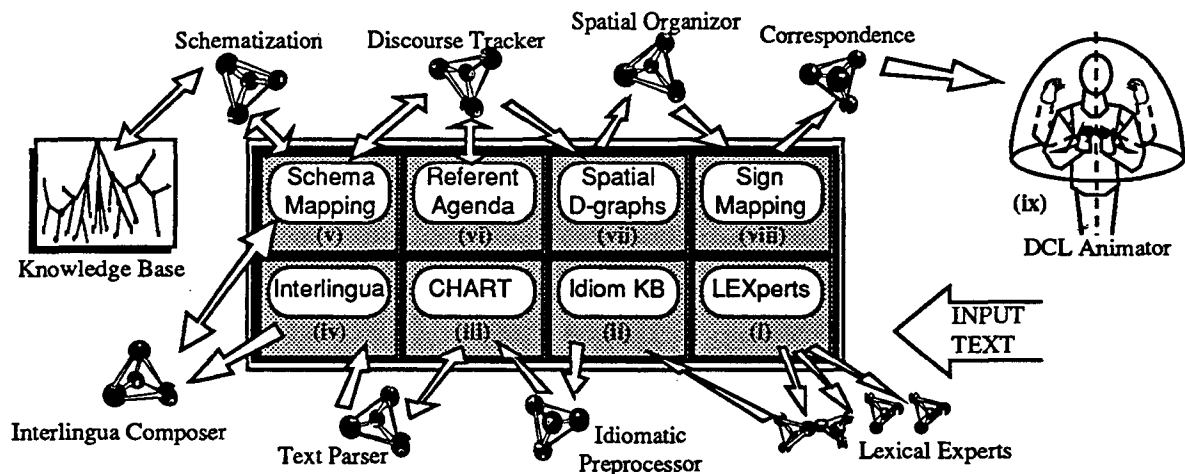 Schematization
Discourse Tracker
Spatial Organizor
Correspondence
Schema
Mapping
(v)
Referent
Agenda
(vi)
Spatial
D-graphs
(vii)
Sign
Mapping
(viii)
(ix)
DCL Animator
Knowledge Base
Interlingua
(iv)
CHART
(iii)
Idiom KB
(ii)
LEXperts
(i)
INPUT
TEXT
Interlingua Composer
Text Parser
Idiomatic
Preprocessor
Lexical Experts